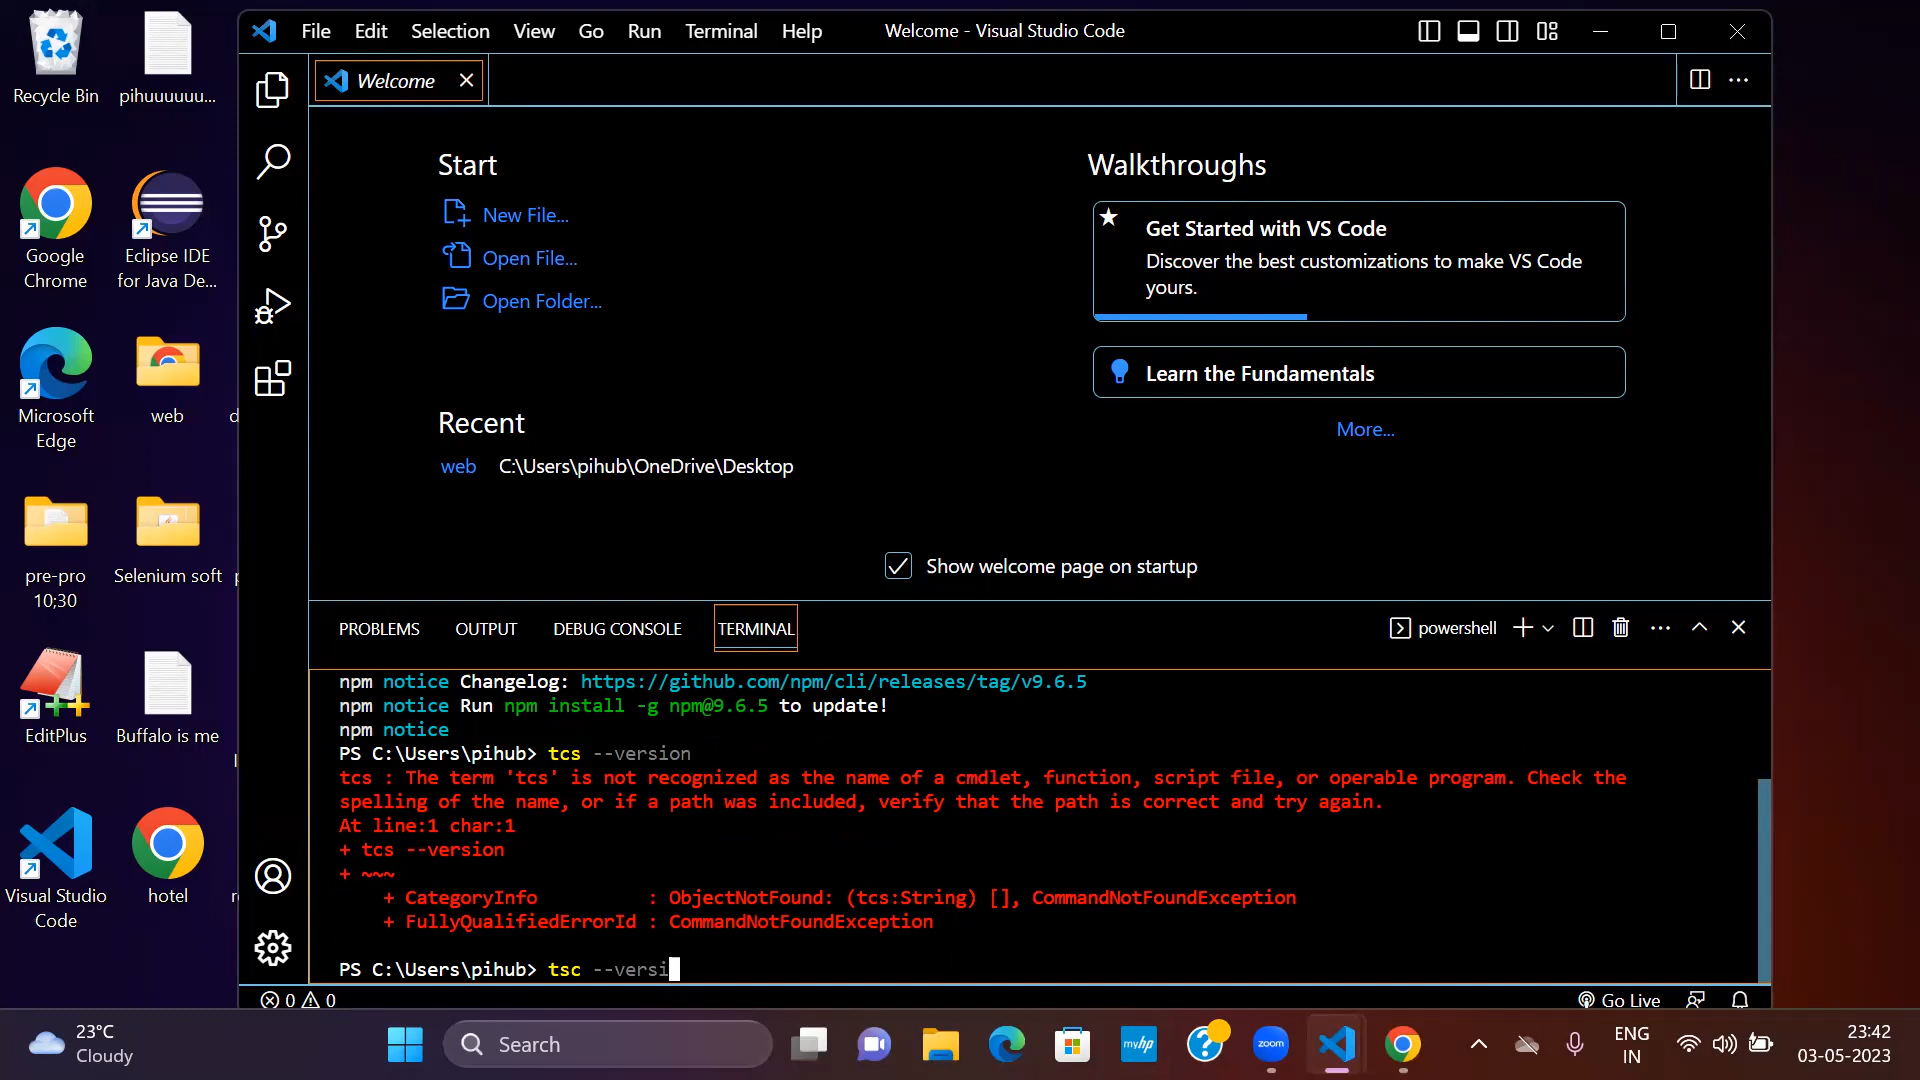 Recycle Bin
pihuuuuuu...
Google
Chrome
Eclipse IDE
for Java De...
Microsoft
Edge
web
pre-pro
10;30
Selenium soft
EditPlus
Buffalo is me
Visual Studio
Code
hotel
File Edit Selection View Go Run Terminal Help
Welcome - Visual Studio Code
Welcome
Start
New File...
Open File...
Open Folder...
Recent
web C:\Users\pihub\OneDrive\Desktop
Walkthroughs
Get Started with VS Code
Discover the best customizations to make VS Code
yours.
Learn the Fundamentals
More...
Show welcome page on startup
PROBLEMS OUTPUT DEBUG CONSOLE TERMINAL
powershell
npm notice Changelog: https://github.com/npm/cli/releases/tag/v9.6.5
npm notice Run npm install -g npm@9.6.5 to update!
npm notice
PS C:\Users\pihub> tcs --version
tcs : The term 'tcs' is not recognized as the name of a cmdlet, function, script file, or operable program. Check the
spelling of the name, or if a path was included, verify that the path is correct and try again.
At line:1 char:1
+ tcs --version
+ ~~~
+ CategoryInfo : ObjectNotFound: (tcs:String) [], CommandNotFoundException
+ FullyQualifiedErrorId : CommandNotFoundException
PS C:\Users\pihub> tsc --versi
0 0
Go Live
23°C
Cloudy
Search
myhp
zoom
ENG
IN
23:42
03-05-2023